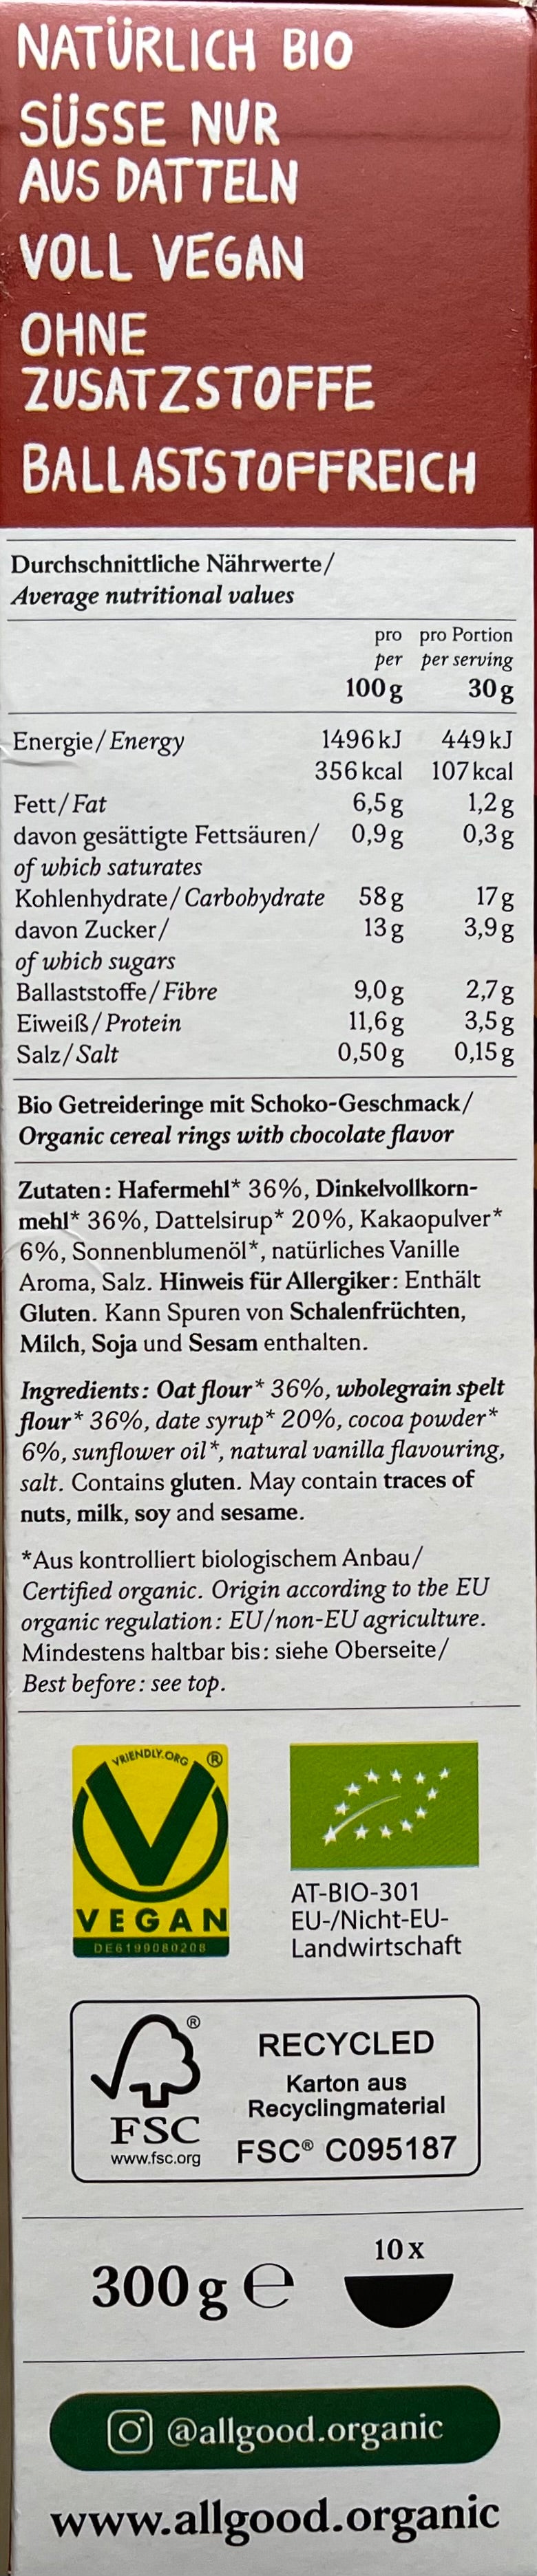 NATÜRLICH BIO
SÜSSE NUR
AUS DATTELN
VOLL VEGAN
OHNE
ZUSATZSTOFFE
BALLASTSTOFFREICH
Durchschnittliche Nährwerte/
Average nutritional values
pro pro Portion
per per serving
100 g 30 g
Energie/Energy 1496 kJ 449 kJ
356 kcal 107 kcal
Fett/Fat 6,5 g 1,2 g
davon gesättigte Fettsäuren/ 0,9 g 0,3 g
of which saturates
Kohlenhydrate/Carbohydrate 58 g 17 g
davon Zucker/ 13 g 3,9 g
of which sugars
Ballaststoffe/Fibre 9,0 g 2,7 g
Eiweiß/Protein 11,6 g 3,5 g
Salz/Salt 0,50 g 0,15 g
Bio Getreideringe mit Schoko-Geschmack/
Organic cereal rings with chocolate flavor
Zutaten: Hafermehl* 36%, Dinkelvollkorn-
mehl* 36%, Dattelsirup* 20%, Kakaopulver*
6%, Sonnenblumenöl*, natürliches Vanille
Aroma, Salz. Hinweis für Allergiker: Enthält
Gluten. Kann Spuren von Schalenfrüchten,
Milch, Soja und Sesam enthalten.
Ingredients: Oat flour* 36%, wholegrain spelt
flour* 36%, date syrup* 20%, cocoa powder*
6%, sunflower oil*, natural vanilla flavouring,
salt. Contains gluten. May contain traces of
nuts, milk, soy and sesame.
*Aus kontrolliert biologischem Anbau/
Certified organic. Origin according to the EU
organic regulation: EU/non-EU agriculture.
Mindestens haltbar bis: siehe Oberseite/
Best before: see top.
VRIENDLY.ORG ®
V
VEGAN
DE6199080208
AT-BIO-301
EU-/Nicht-EU-
Landwirtschaft
®
FSC
www.fsc.org
RECYCLED
Karton aus
Recyclingmaterial
FSC® C095187
300 g ℮
10 x
@allgood.organic
www.allgood.organic